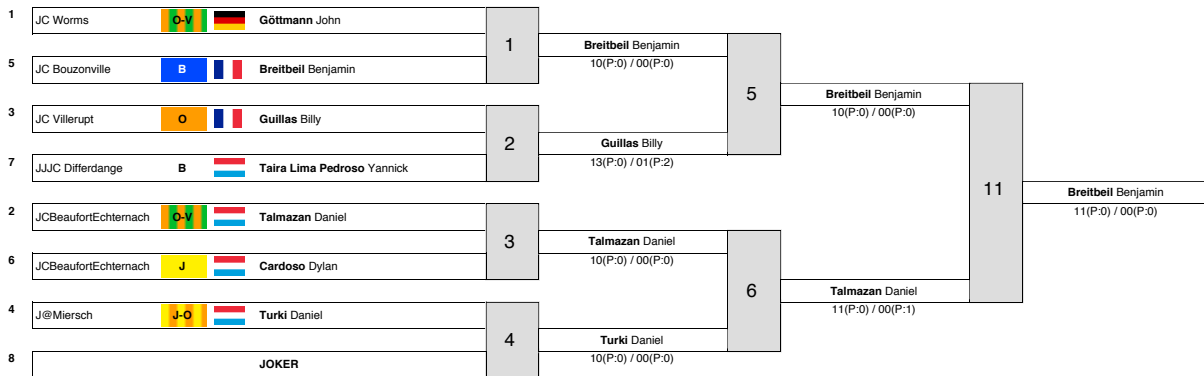 1 JC Worms O-V Göttmann John
1
Breitbeil Benjamin
10(P:0) / 00(P:0)
5 JC Bouzonville B Breitbeil Benjamin
5
Breitbeil Benjamin
10(P:0) / 00(P:0)
3 JC Villerupt O Guillas Billy
2
Guillas Billy
13(P:0) / 01(P:2)
7 JJJC Differdange B Taira Lima Pedroso Yannick
11
Breitbeil Benjamin
11(P:0) / 00(P:0)
2 JCBeaufortEchternach O-V Talmazan Daniel
3
Talmazan Daniel
10(P:0) / 00(P:0)
6 JCBeaufortEchternach J Cardoso Dylan
6
Talmazan Daniel
11(P:0) / 00(P:1)
4 J@Miersch J-O Turki Daniel
4
Turki Daniel
10(P:0) / 00(P:0)
8 JOKER